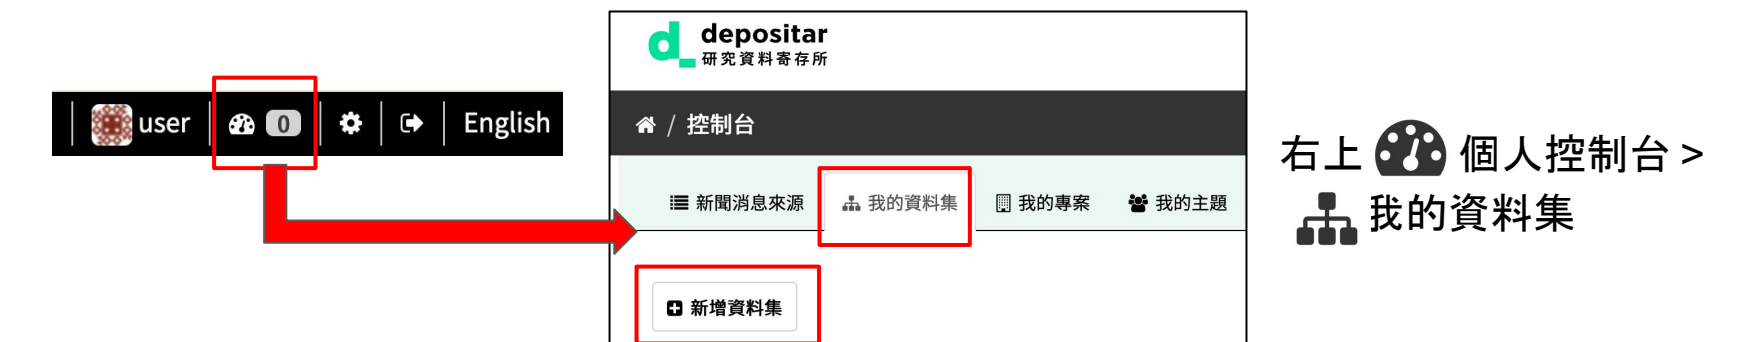 user 0 English
depositar
研究資料寄存所
/ 控制台
新聞消息來源 我的資料集 我的專案 我的主題
新增資料集
右上 個人控制台 >
我的資料集